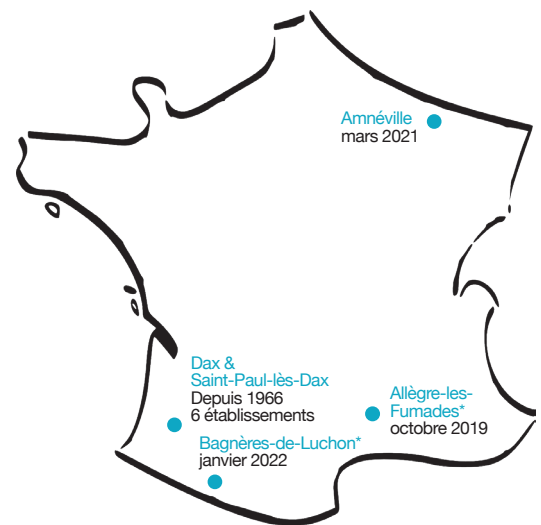 Amnéville
mars 2021
Dax &
Saint-Paul-lès-Dax
Depuis 1966
6 établissements
Allègre-les-
Fumades*
octobre 2019
Bagnères-de-Luchon*
janvier 2022